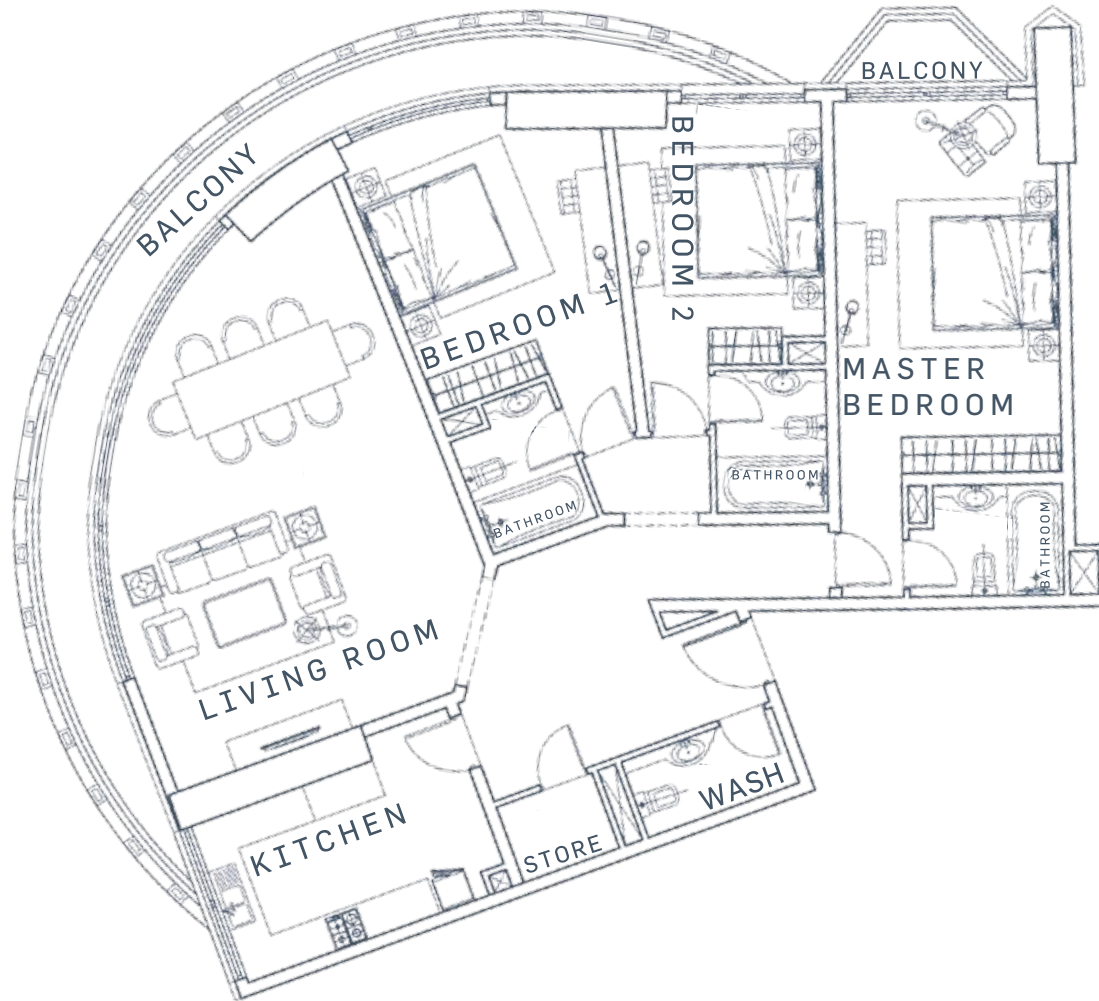 BALCONY
BALCONY
BEDROOM 1
BEDROOM 2
MASTER
BEDROOM
BATHROOM
BATHROOM
BATHROOM
LIVING ROOM
KITCHEN
STORE
WASH